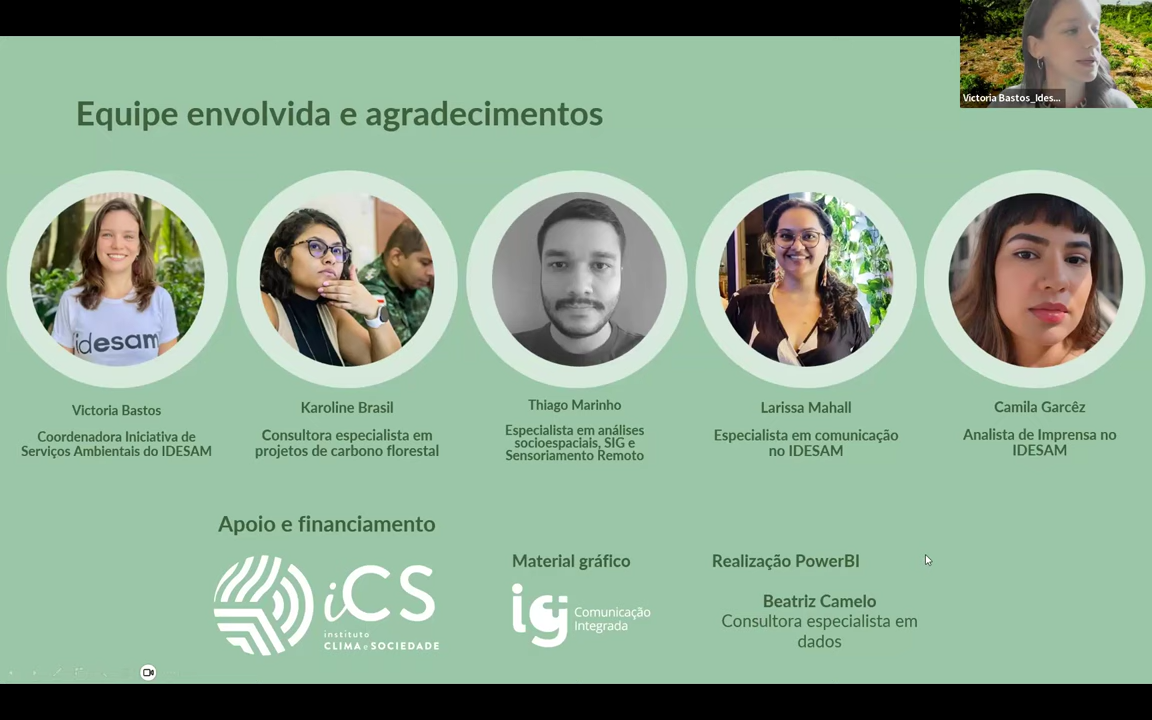 Victoria Bastos_Ides...
Equipe envolvida e agradecimentos
idesam
Victoria Bastos
Coordenadora Iniciativa de
Serviços Ambientais do IDESAM
Karoline Brasil
Consultora especialista em
projetos de carbono florestal
Thiago Marinho
Especialista em análises
socioespaciais, SIG e
Sensoriamento Remoto
Larissa Mahall
Especialista em comunicação
no IDESAM
Camila Garcêz
Analista de Imprensa no
IDESAM
Apoio e financiamento
iCS
instituto
CLIMA e SOCIEDADE
Material gráfico
ig
Comunicação
Integrada
Realização PowerBI
Beatriz Camelo
Consultora especialista em
dados